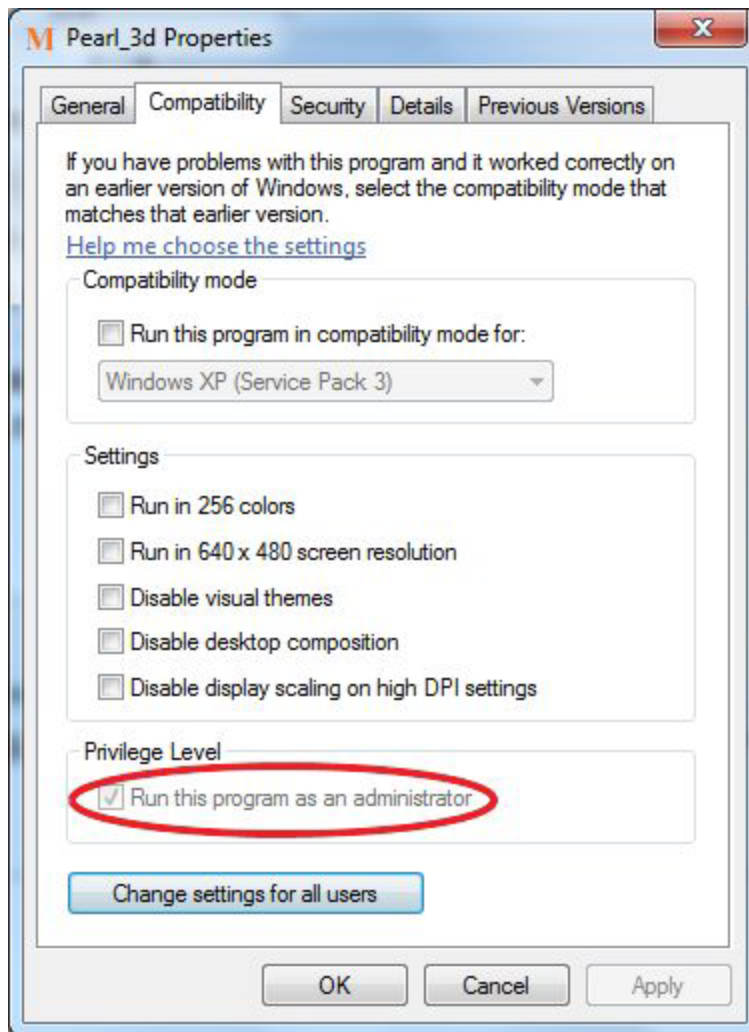 M Pearl_3d Properties
General Compatibility Security Details Previous Versions
If you have problems with this program and it worked correctly on
an earlier version of Windows, select the compatibility mode that
matches that earlier version.
Help me choose the settings
Compatibility mode
Run this program in compatibility mode for:
Windows XP (Service Pack 3)
Settings
Run in 256 colors
Run in 640 x 480 screen resolution
Disable visual themes
Disable desktop composition
Disable display scaling on high DPI settings
Privilege Level
Run this program as an administrator
Change settings for all users
OK Cancel Apply